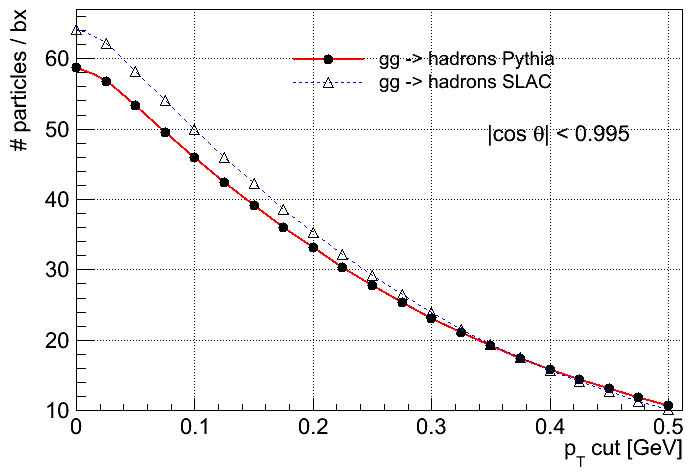 # particles / bx
60
50
40
30
20
10
gg -> hadrons Pythia
gg -> hadrons SLAC
|cos θ| < 0.995
0 0.1 0.2 0.3 0.4 0.5
p_T cut [GeV]